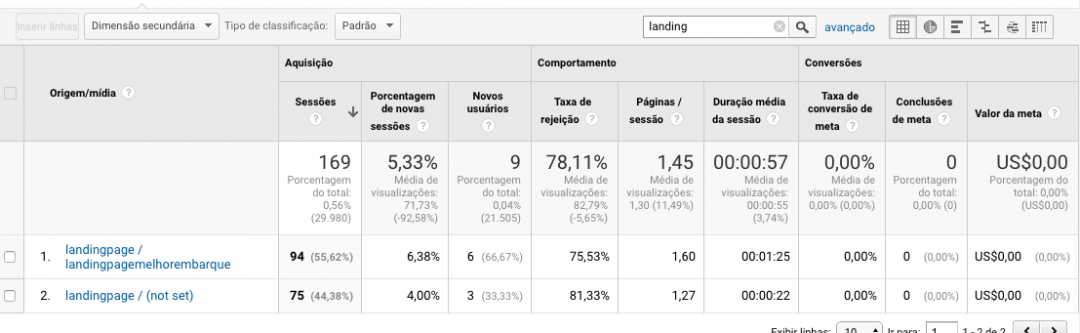 Inserir linhas Dimensão secundária Tipo de classificação: Padrão landing avançado
Aquisição Comportamento Conversões
Origem/mídia ?
Sessões ?
Porcentagem de novas sessões ?
Novos usuários ?
Taxa de rejeição ?
Páginas / sessão ?
Duração média da sessão ?
Taxa de conversão de meta ?
Conclusões de meta ?
Valor da meta ?
169
Porcentagem
do total:
0,56%
(29.980)
5,33%
Média de
visualizações:
71,73%
(-92,58%)
9
Porcentagem
do total:
0,04%
(21.505)
78,11%
Média de
visualizações:
82,79%
(-5,65%)
1,45
Média de
visualizações:
1,30 (11,49%)
00:00:57
Média de
visualizações:
00:00:55
(3,74%)
0,00%
Média de
visualizações:
0,00% (0,00%)
0
Porcentagem
do total:
0,00% (0)
US$0,00
Porcentagem do
total: 0,00%
(US$0,00)
1. landingpage /
landingpagemelhorembarque
94 (55,62%) 6,38% 6 (66,67%) 75,53% 1,60 00:01:25 0,00% 0 (0,00%) US$0,00 (0,00%)
2. landingpage / (not set) 75 (44,38%) 4,00% 3 (33,33%) 81,33% 1,27 00:00:22 0,00% 0 (0,00%) US$0,00 (0,00%)
Exibir linhas: 10 Ir para: 1 1 - 2 de 2